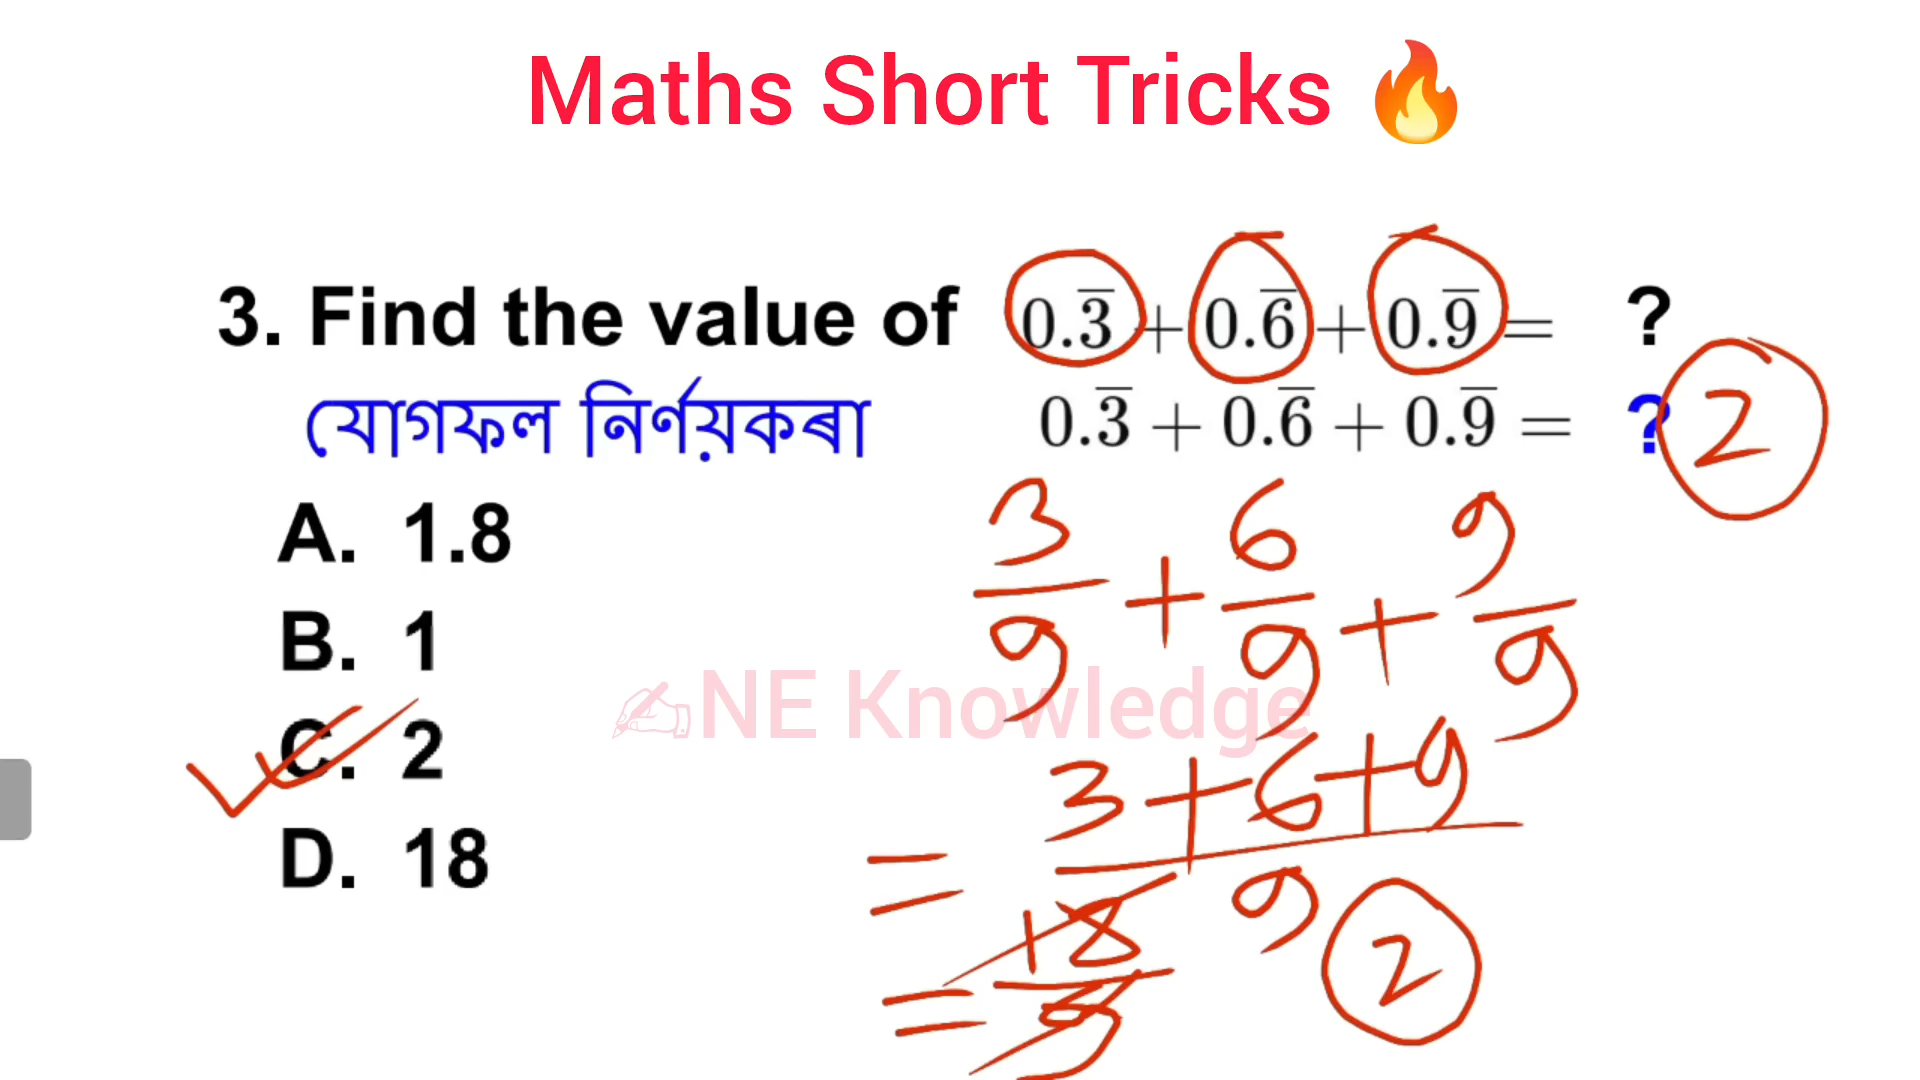 Maths Short Tricks 🔥
3. Find the value of 0.3̅ + 0.6̅ + 0.9̅ = ?
যোগফল নিৰ্ণয়কৰা 0.3̅ + 0.6̅ + 0.9̅ = ? 2
A. 1.8
B. 1
C. 2
D. 18
3/9 + 6/9 + 9/9
✍NE Knowledge
= 3+6+9/9
= 18/9 2